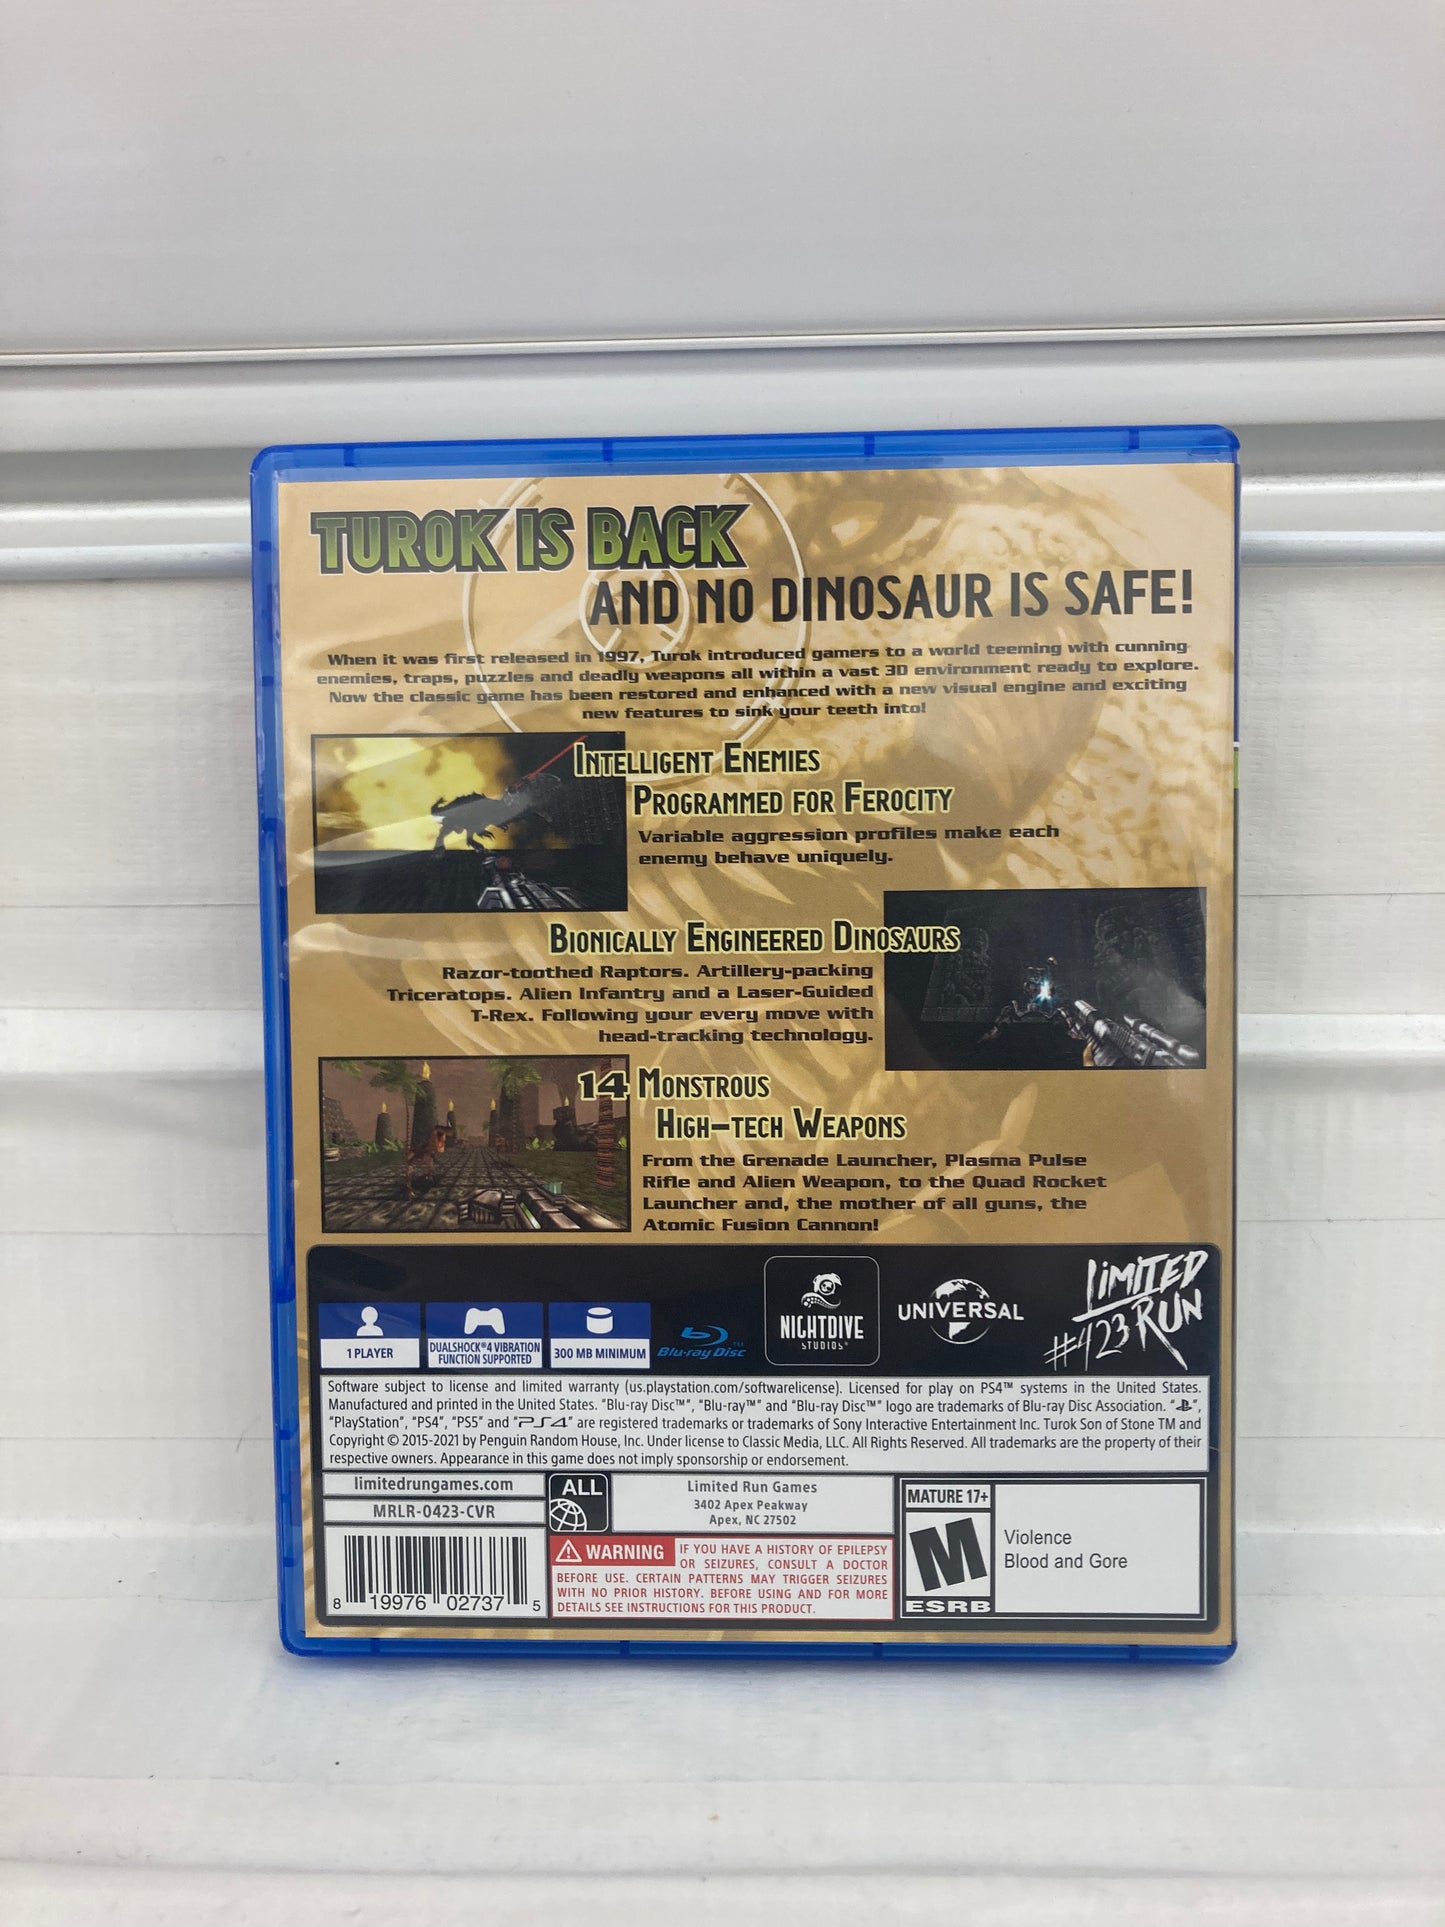 TUROK IS BACK
AND NO DINOSAUR IS SAFE!
When it was first released in 1997, Turok introduced gamers to a world teeming with cunning
enemies, traps, puzzles and deadly weapons all within a vast 3D environment ready to explore.
Now the classic game has been restored and enhanced with a new visual engine and exciting
new features to sink your teeth into!
INTELLIGENT ENEMIES
PROGRAMMED FOR FEROCITY
Variable aggression profiles make each
enemy behave uniquely.
BIONICALLY ENGINEERED DINOSAURS
Razor-toothed Raptors. Artillery-packing
Triceratops. Alien Infantry and a Laser-Guided
T-Rex. Following your every move with
head-tracking technology.
14 MONSTROUS
HIGH-TECH WEAPONS
From the Grenade Launcher, Plasma Pulse
Rifle and Alien Weapon, to the Quad Rocket
Launcher and, the mother of all guns, the
Atomic Fusion Cannon!
1 PLAYER
DUALSHOCK®4 VIBRATION
FUNCTION SUPPORTED
300 MB MINIMUM
Blu-ray Disc™
NIGHTDIVE
STUDIOS®
UNIVERSAL
LIMITED
RUN
#423
Software subject to license and limited warranty (us.playstation.com/softwarelicense). Licensed for play on PS4™ systems in the United States.
Manufactured and printed in the United States. "Blu-ray Disc™", "Blu-ray™" and "Blu-ray Disc™" logo are trademarks of Blu-ray Disc Association. "",
"PlayStation", "PS4", "PS5" and "PS4" are registered trademarks or trademarks of Sony Interactive Entertainment Inc. Turok Son of Stone TM and
Copyright © 2015-2021 by Penguin Random House, Inc. Under license to Classic Media, LLC. All Rights Reserved. All trademarks are the property of their
respective owners. Appearance in this game does not imply sponsorship or endorsement.
limitedrungames.com
MRLR-0423-CVR
8 19976 02737 5
ALL
Limited Run Games
3402 Apex Peakway
Apex, NC 27502
WARNING IF YOU HAVE A HISTORY OF EPILEPSY
OR SEIZURES, CONSULT A DOCTOR
BEFORE USE. CERTAIN PATTERNS MAY TRIGGER SEIZURES
WITH NO PRIOR HISTORY. BEFORE USING AND FOR MORE
DETAILS SEE INSTRUCTIONS FOR THIS PRODUCT.
MATURE 17+
M
ESRB
Violence
Blood and Gore